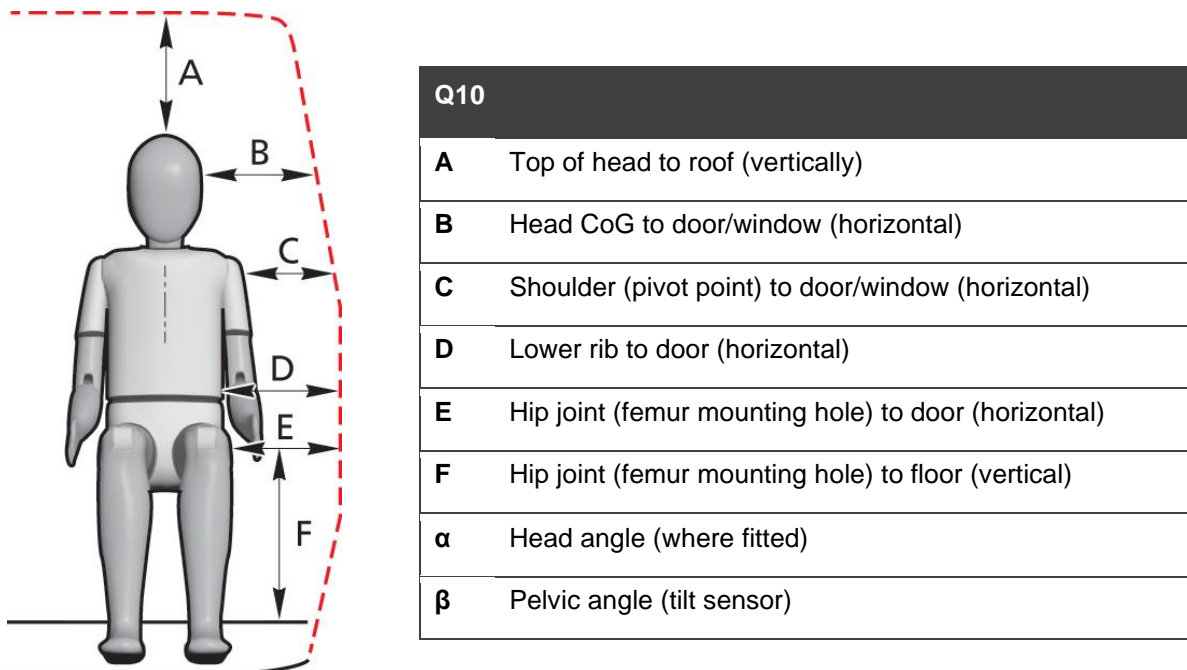 A
B
C
D
E
F
Q10
A Top of head to roof (vertically)
B Head CoG to door/window (horizontal)
C Shoulder (pivot point) to door/window (horizontal)
D Lower rib to door (horizontal)
E Hip joint (femur mounting hole) to door (horizontal)
F Hip joint (femur mounting hole) to floor (vertical)
α Head angle (where fitted)
β Pelvic angle (tilt sensor)